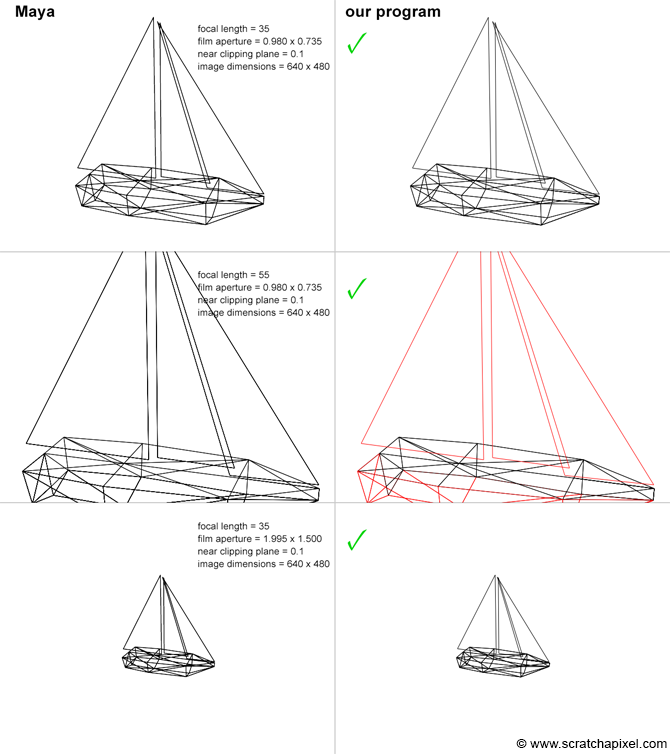 Maya
our program
focal length = 35
film aperture = 0.980 x 0.735
near clipping plane = 0.1
image dimensions = 640 x 480
focal length = 55
film aperture = 0.980 x 0.735
near clipping plane = 0.1
image dimensions = 640 x 480
focal length = 35
film aperture = 1.995 x 1.500
near clipping plane = 0.1
image dimensions = 640 x 480
© www.scratchapixel.com